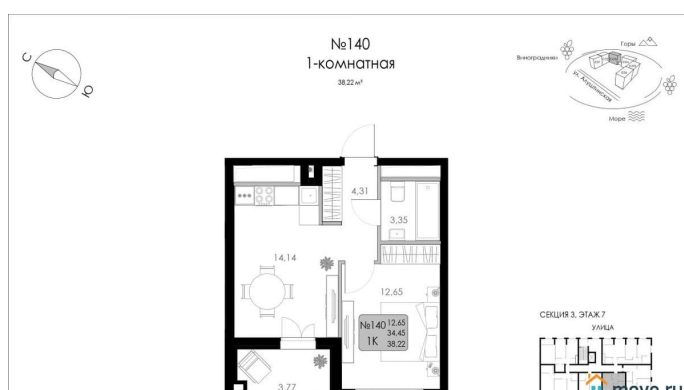 №140
1-комнатная
38.22 м²
С
Ю
Горы
Виноградники
ул. Алуштинская
Море
4,31
3,35
14,14
12,65
№140
1К
12.65
34.45
38.22
3,77
СЕКЦИЯ 3, ЭТАЖ 7
УЛИЦА
move.ru